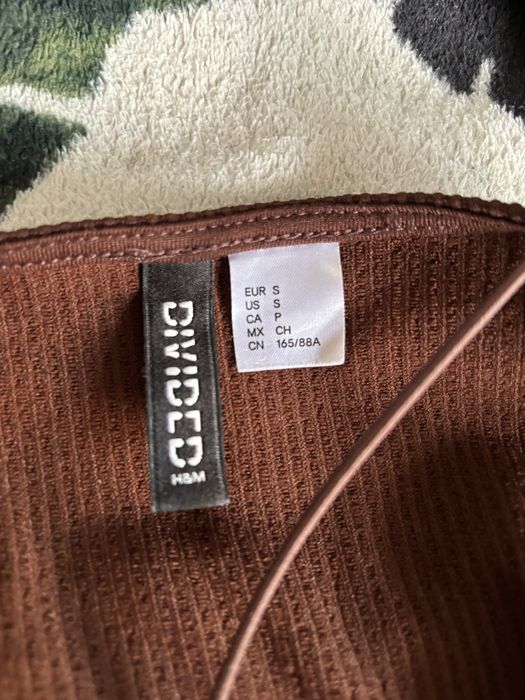 DIVIDED
H&M
EUR S
US S
CA P
MX CH
CN 165/88A